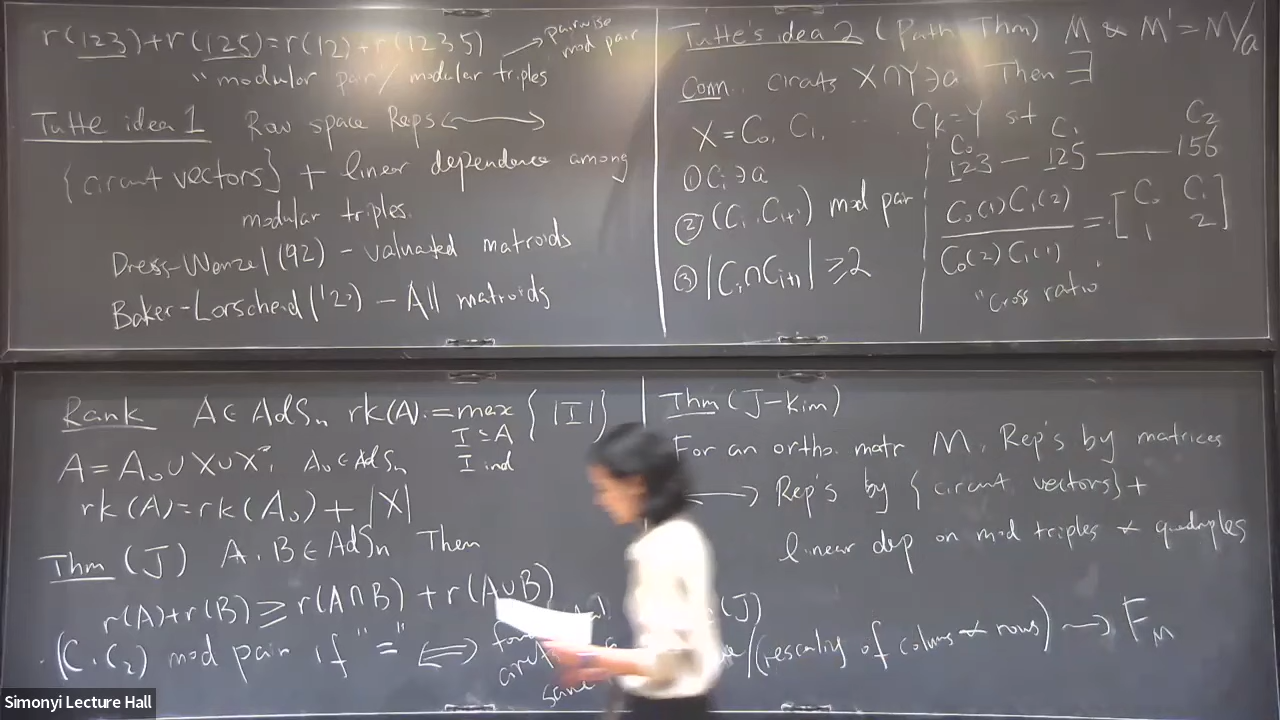 r(123)+r(125)=r(12)+r(1235)
pairwise
mod pair
"modular pair/ modular triples
Tutte idea 1 Row space Reps ⟷
{circuit vectors} + linear dependence among
modular triples.
Dress-Wenzel (92) - valuated matroids
Baker-Lorscheid ('2 ) - All matroids
Tutte's idea 2 (Path Thm) M & M' = M/a
Conn.. circuits X∩Y∋a Then ∃
X = C₀, C₁, ... Cₖ=Y s.t
① Cᵢ∋a
② (Cᵢ, Cᵢ₊₁) mod pair
③ |Cᵢ∩Cᵢ₊₁| ≥ 2
C₀ C₁ C₂
123 — 125 — 156
C₀(1)C₁(2)
C₀(2)C₁(1)
= [C₀ C₁
1 2]
"Cross ratio"
Rank A∈AdSₙ rk(A) := max {|I|}
I⊆A
I ind
A = A₀∪X∪X*, A₀∈AdSₙ
rk(A)=rk(A₀)+|X|
Thm (J) A, B∈AdSₙ Then
r(A)+r(B) ≥ r(A∩B) + r(A∪B)
(C₁,C₂) mod pair if "=" ⟺
Thm (J-Kim)
For an ortho. matr M, Rep's by matrices
⟷ Rep's by {circuit vectors}+
linear dep on mod triples & quadruples
(J)
/(rescaling of colums & rows) → Fₘ
Simonyi Lecture Hall